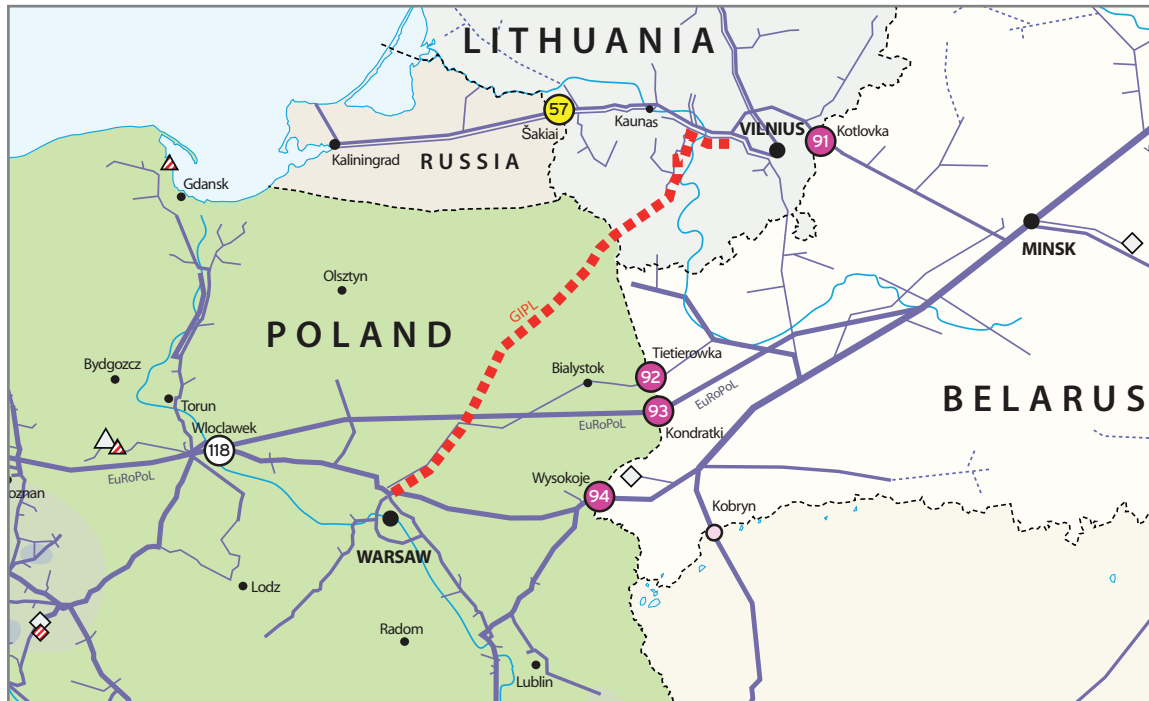 LITHUANIA
57
Šakiai
Kaunas
VILNIUS
91
Kotlovka
Kaliningrad
RUSSIA
Gdansk
MINSK
Olsztyn
GIPL
POLAND
Bydgozcz
Bialystok
Tietierowka
92
93
EuRoPoL
BELARUS
Torun
Wloclawek
EuRoPoL
Kondratki
118
EuRoPoL
oznan
Wysokoje
94
Kobryn
WARSAW
Lodz
Radom
Lublin